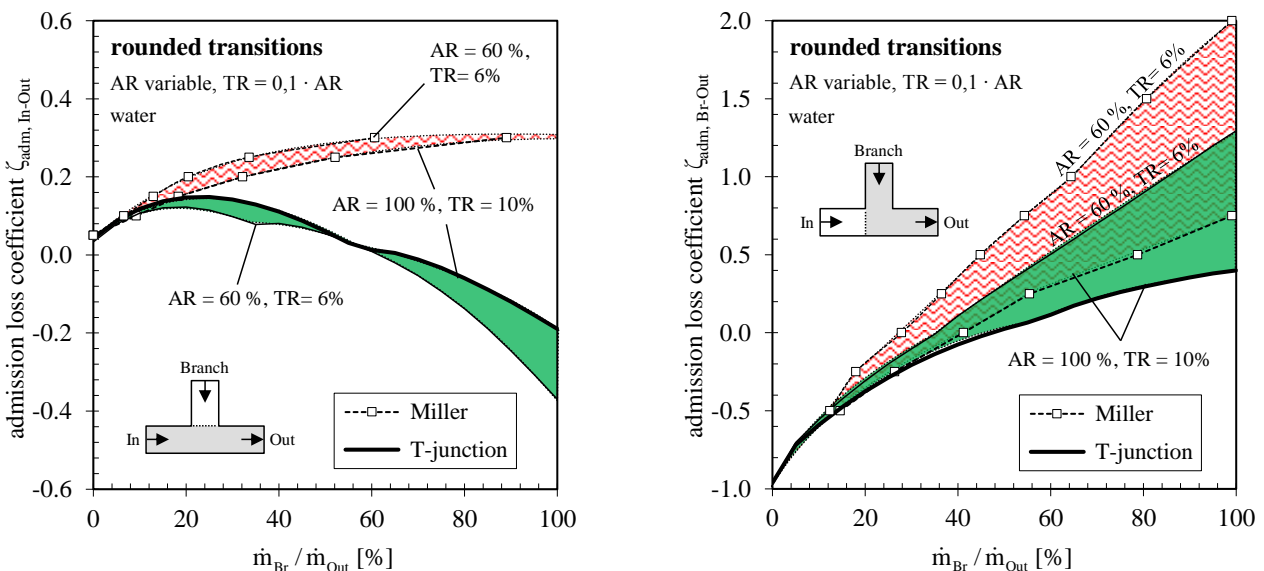 0.6
0.4
0.2
0.0
-0.2
-0.4
-0.6
admission loss coefficient ζadm, In-Out
rounded transitions
AR variable, TR = 0,1 · AR
water
AR = 60 %,
TR= 6%
AR = 100 %, TR = 10%
AR = 60 %, TR = 6%
Branch
In
Out
Miller
T-junction
0
20
40
60
80
100
ṁBr / ṁOut [%]
2.0
1.5
1.0
0.5
0.0
-0.5
-1.0
admission loss coefficient ζadm, Br-Out
rounded transitions
AR variable, TR = 0,1 · AR
water
Branch
In
Out
AR = 60 %, TR= 6%
AR = 60 %, TR = 6%
AR = 100 %, TR = 10%
Miller
T-junction
0
20
40
60
80
100
ṁBr / ṁOut [%]